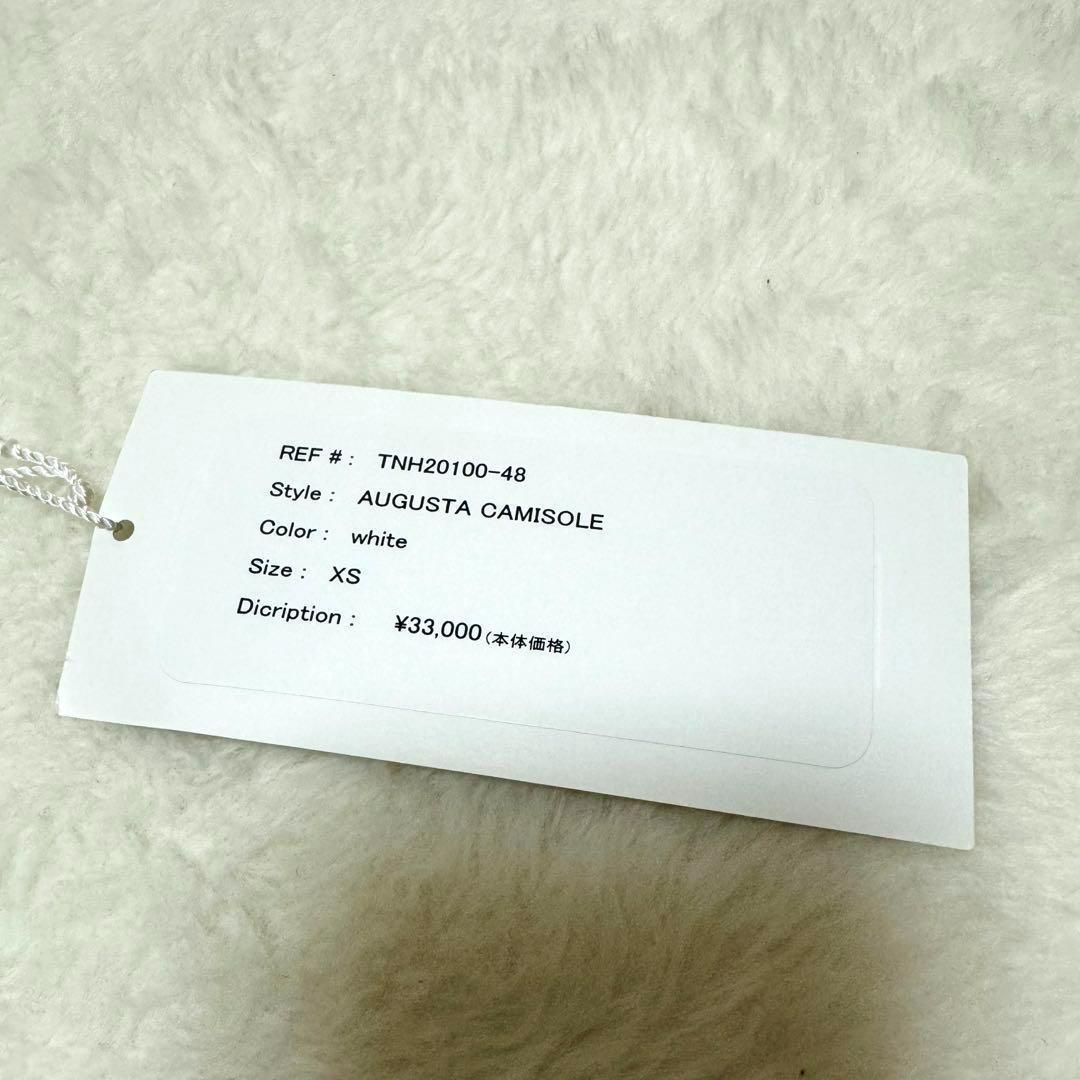 REF # : TNH20100-48
Style : AUGUSTA CAMISOLE
Color : white
Size : XS
Dicription : ¥33,000(本体価格)